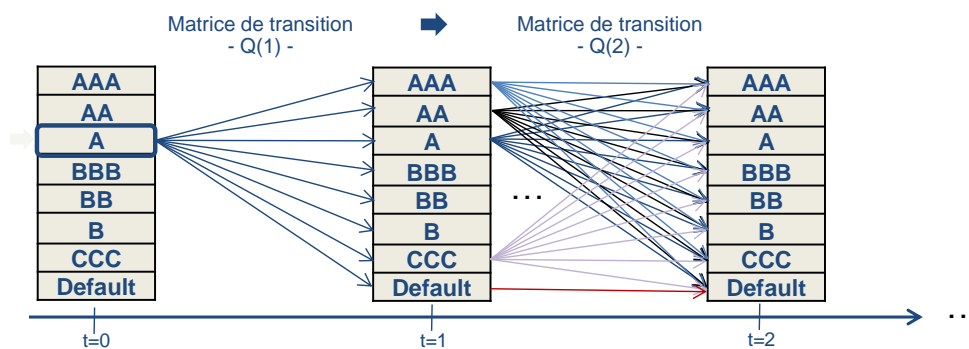 Matrice de transition
- Q(1) -
Matrice de transition
- Q(2) -
AAA
AA
A
BBB
BB
B
CCC
Default
AAA
AA
A
BBB
BB
B
CCC
Default
...
AAA
AA
A
BBB
BB
B
CCC
Default
t=0
t=1
t=2
..